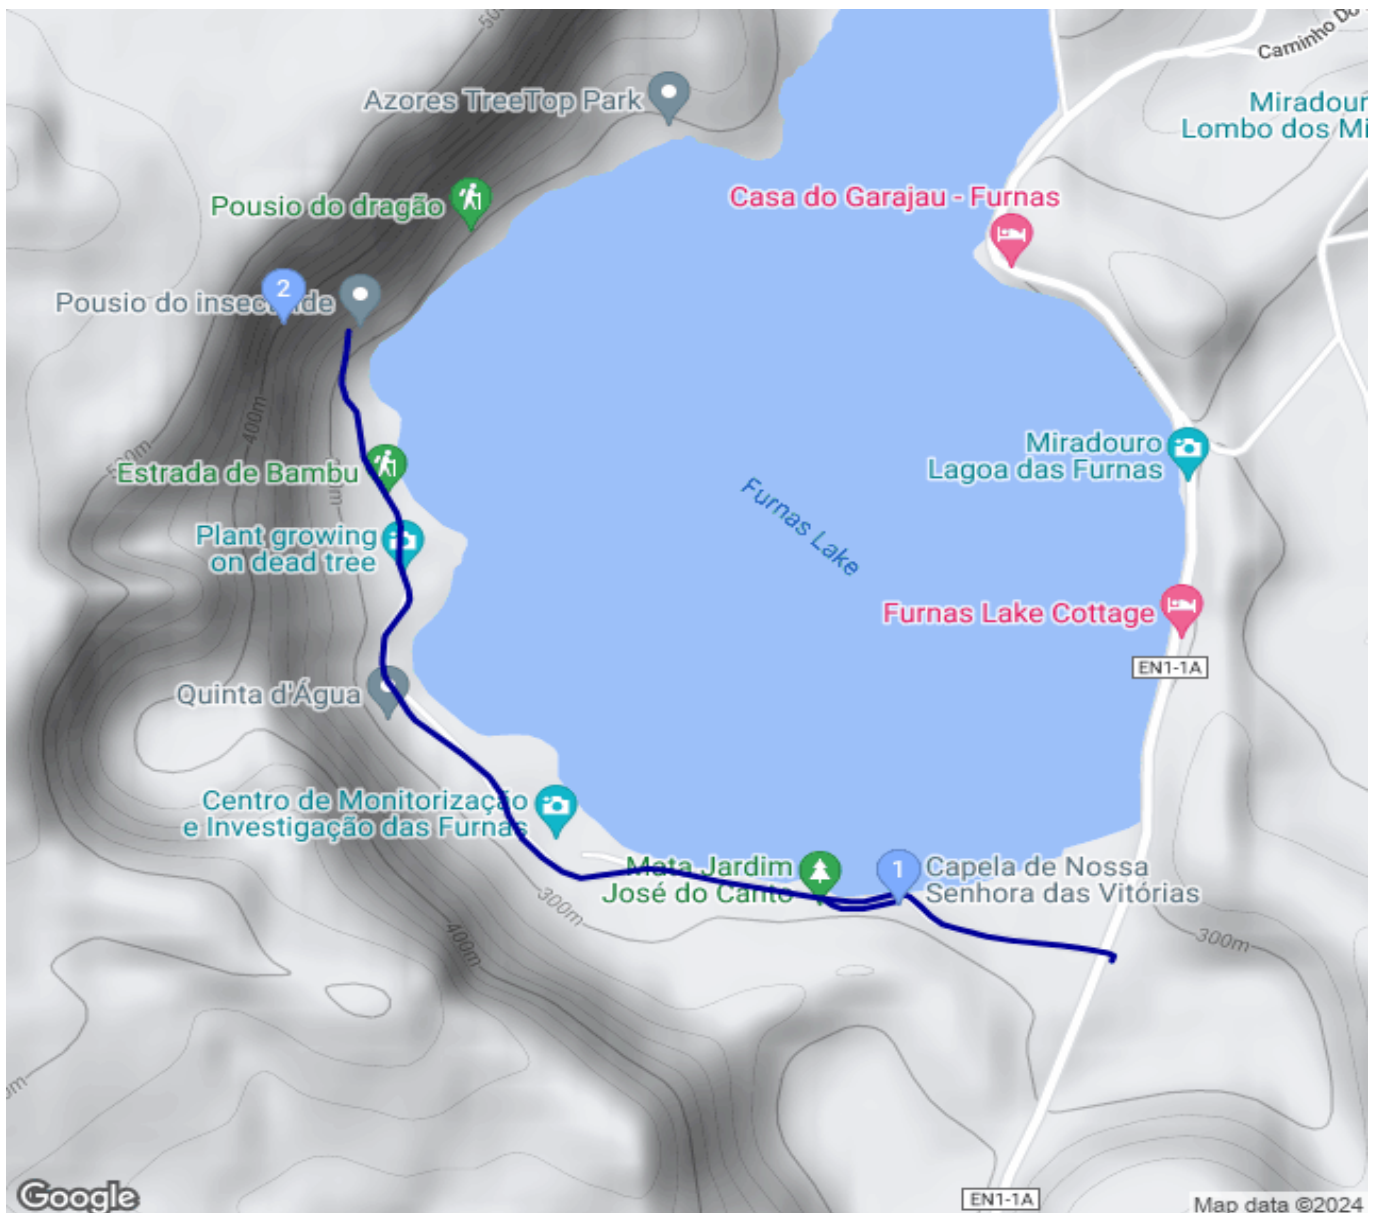 Caminho Do
Azores TreeTop Park
Miradour
Lombo dos Mi
Pousio do dragão
Casa do Garajau - Furnas
2
Pousio do insec
de
400m
500m
Miradouro
Lagoa das Furnas
Estrada de Bambu
Furnas Lake
Plant growing
on dead tree
Furnas Lake Cottage
EN1-1A
Quinta d'Água
Centro de Monitorização
e Investigação das Furnas
Mata Jardim
José do Canto
1
Capela de Nossa
Senhora das Vitórias
300m
400m
300m
EN1-1A
Google
Map data ©2024